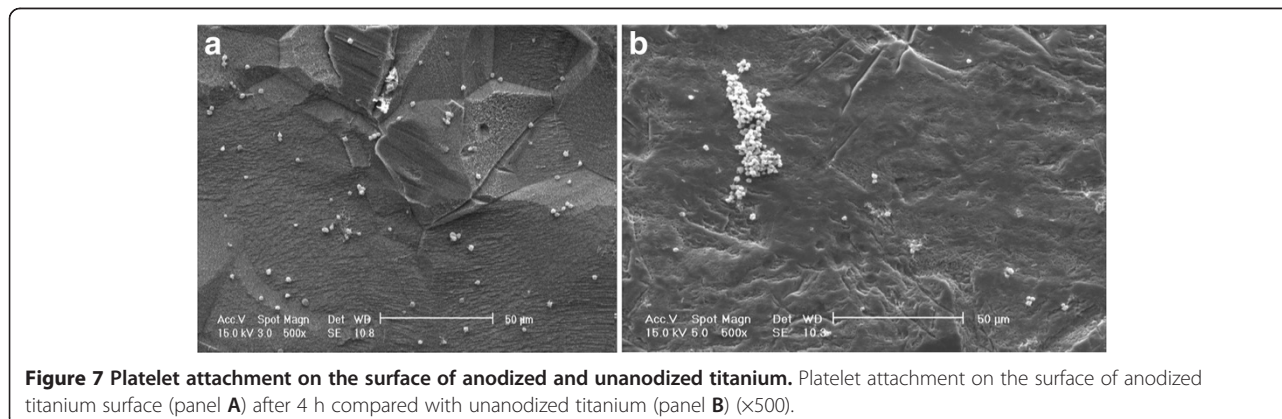 a
b
Acc.V Spot Magn Det WD 50 µm
15.0 kV 3.0 500x SE 10.8
Acc.V Spot Magn Det WD 50 µm
15.0 kV 5.0 500x SE 10.8
Figure 7 Platelet attachment on the surface of anodized and unanodized titanium. Platelet attachment on the surface of anodized
titanium surface (panel A) after 4 h compared with unanodized titanium (panel B) (×500).